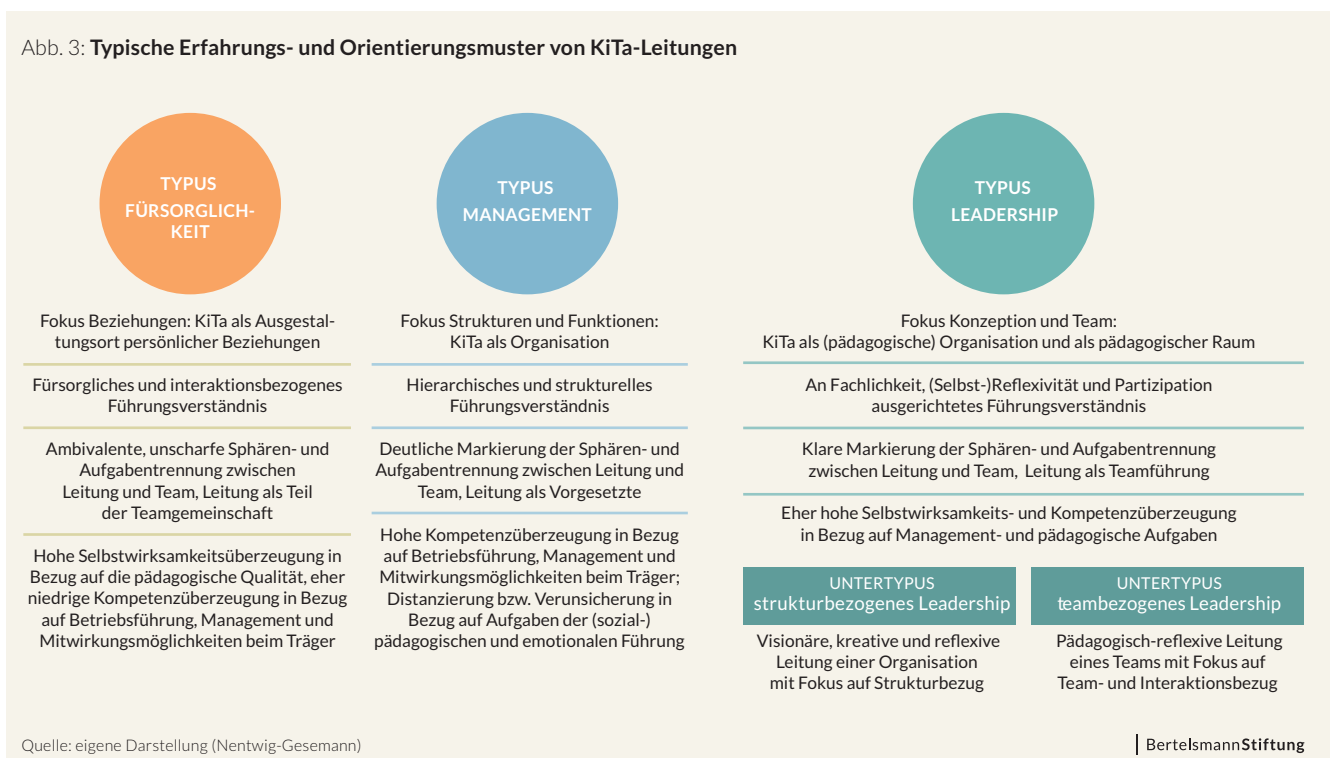 Abb. 3: Typische Erfahrungs- und Orientierungsmuster von KiTa-Leitungen
TYPUS
FÜRSORGLICH-
KEIT
Fokus Beziehungen: KiTa als Ausgestal-
tungsort persönlicher Beziehungen
Fürsorgliches und interaktionsbezogenes
Führungsverständnis
Ambivalente, unscharfe Sphären- und
Aufgabentrennung zwischen
Leitung und Team, Leitung als Teil
der Teamgemeinschaft
Hohe Selbstwirksamkeitsüberzeugung in
Bezug auf die pädagogische Qualität, eher
niedrige Kompetenzüberzeugung in Bezug
auf Betriebsführung, Management und
Mitwirkungsmöglichkeiten beim Träger
TYPUS
MANAGEMENT
Fokus Strukturen und Funktionen:
KiTa als Organisation
Hierarchisches und strukturelles
Führungsverständnis
Deutliche Markierung der Sphären- und
Aufgabentrennung zwischen Leitung und
Team, Leitung als Vorgesetzte
Hohe Kompetenzüberzeugung in Bezug
auf Betriebsführung, Management und
Mitwirkungsmöglichkeiten beim Träger;
Distanzierung bzw. Verunsicherung in
Bezug auf Aufgaben der (sozial-)
pädagogischen und emotionalen Führung
TYPUS
LEADERSHIP
Fokus Konzeption und Team:
KiTa als (pädagogische) Organisation und als pädagogischer Raum
An Fachlichkeit, (Selbst-)Reflexivität und Partizipation
ausgerichtetes Führungsverständnis
Klare Markierung der Sphären- und Aufgabentrennung
zwischen Leitung und Team, Leitung als Teamführung
Eher hohe Selbstwirksamkeits- und Kompetenzüberzeugung
in Bezug auf Management- und pädagogische Aufgaben
UNTERTYPUS
strukturbezogenes Leadership
Visionäre, kreative und reflexive
Leitung einer Organisation
mit Fokus auf Strukturbezug
UNTERTYPUS
teambezogenes Leadership
Pädagogisch-reflexive Leitung
eines Teams mit Fokus auf
Team- und Interaktionsbezug
Quelle: eigene Darstellung (Nentwig-Gesemann)
BertelsmannStiftung